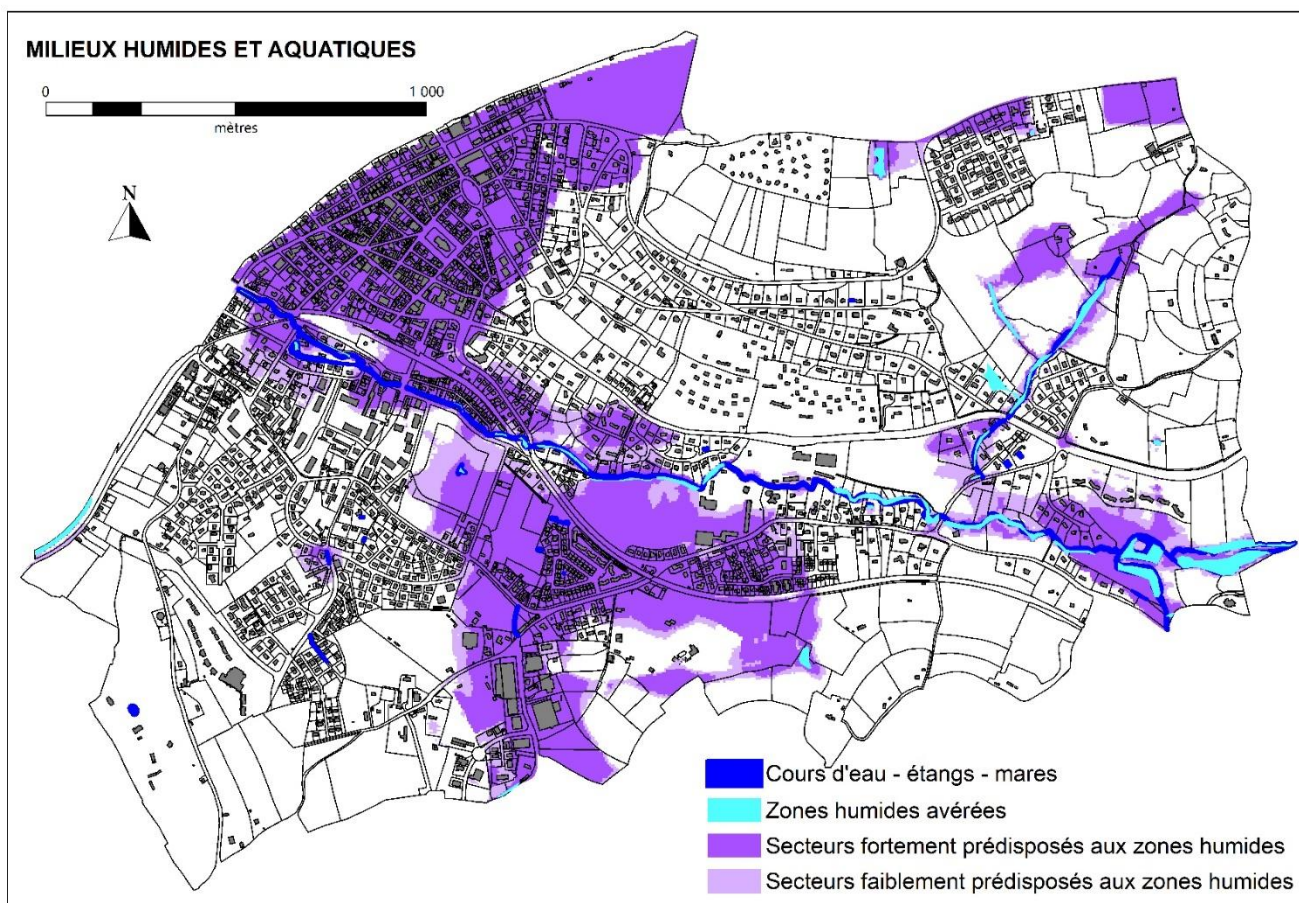 MILIEUX HUMIDES ET AQUATIQUES
0 1 000
mètres
N
Cours d'eau - étangs - mares
Zones humides avérées
Secteurs fortement prédisposés aux zones humides
Secteurs faiblement prédisposés aux zones humides